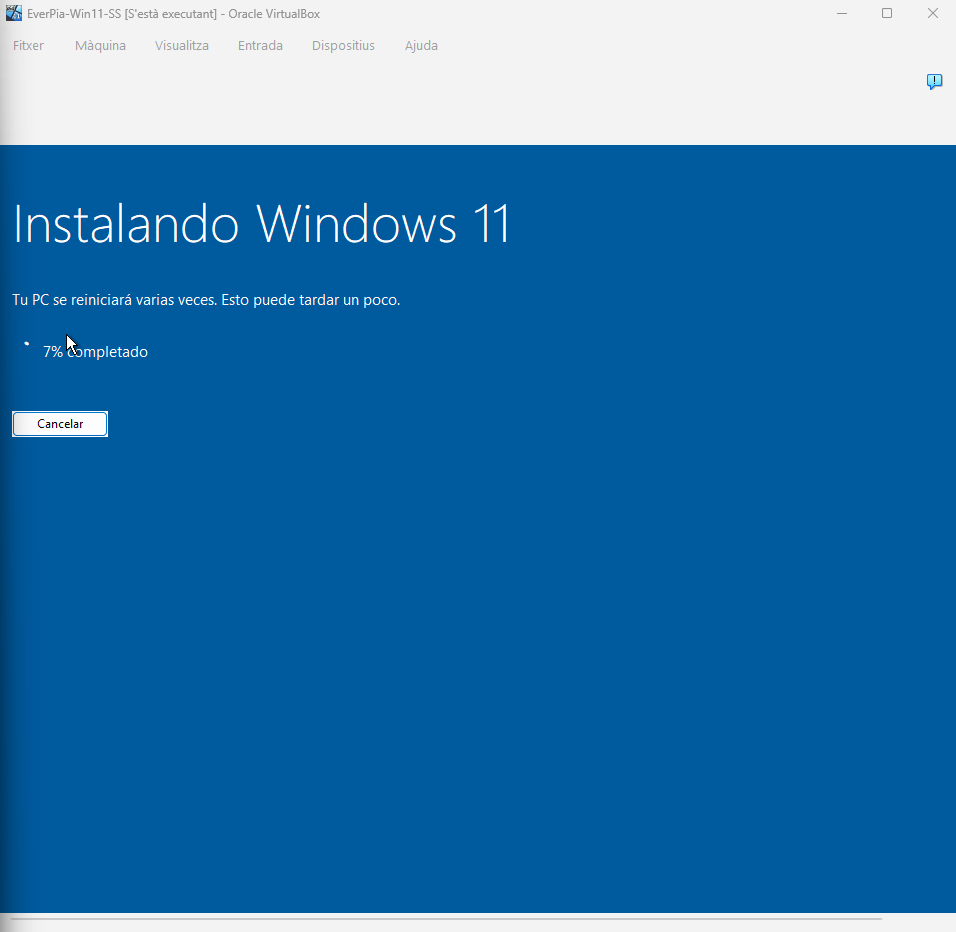 EverPia-Win11-SS [S'està executant] - Oracle VirtualBox
Fitxer Màquina Visualitza Entrada Dispositius Ajuda
Instalando Windows 11
Tu PC se reiniciará varias veces. Esto puede tardar un poco.
7% completado
Cancelar